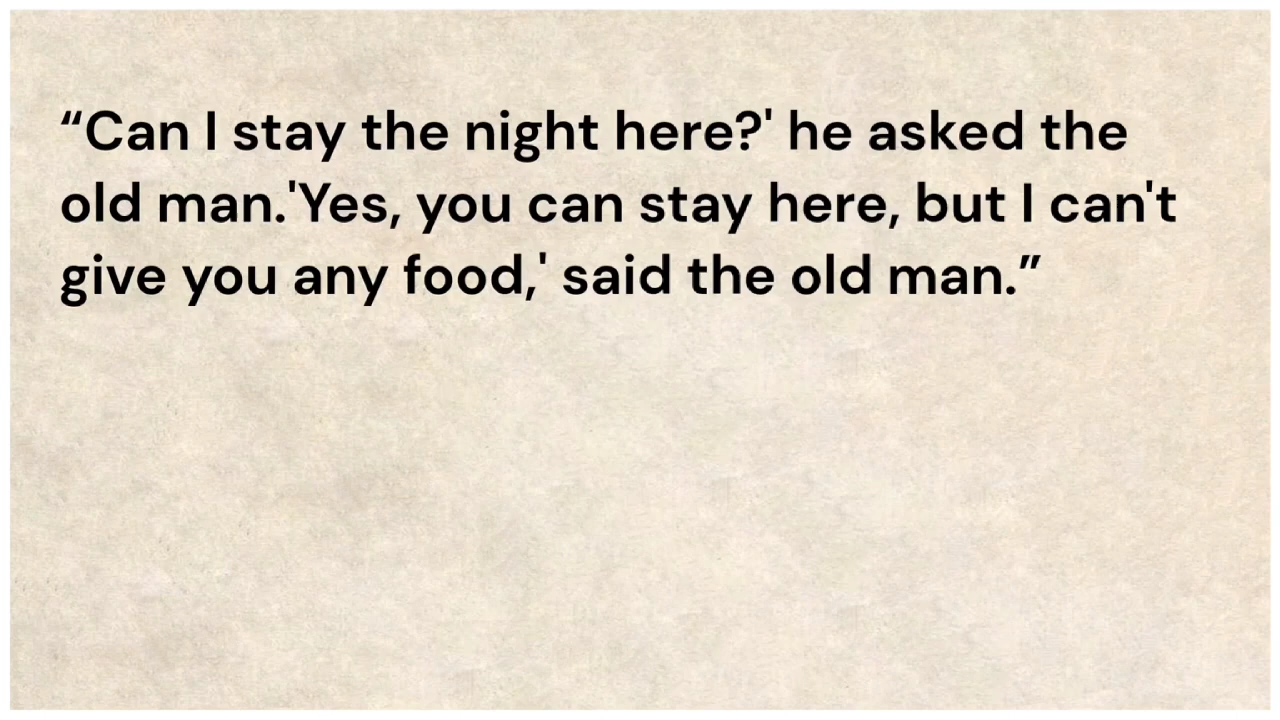 “Can I stay the night here?' he asked the
old man.'Yes, you can stay here, but I can't
give you any food,' said the old man.”